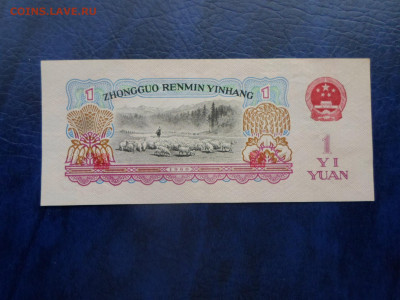 COINS.LAVE.RU
ZHONGGUO RENMIN YINHANG
1
1
1
YI
YUAN